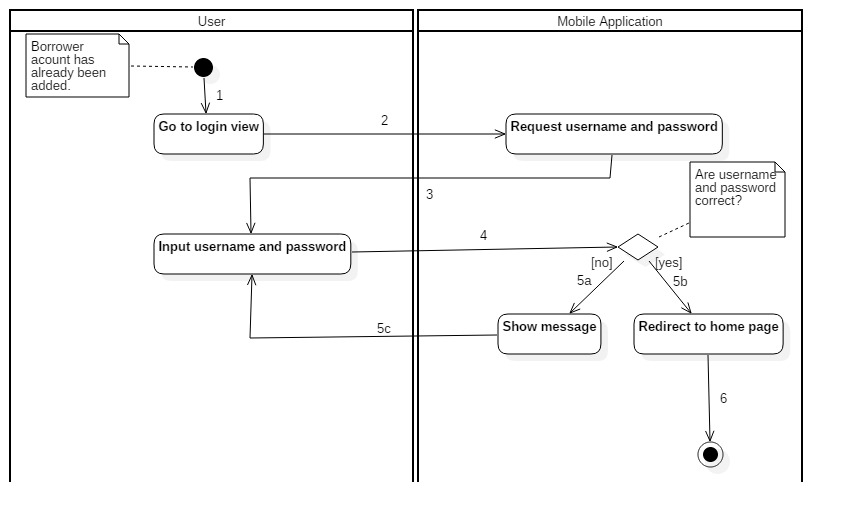 User
Mobile Application
Borrower
acount has
already been
added.
1
Go to login view
2
Request username and password
3
Are username
and password
correct?
Input username and password
4
[no]
[yes]
5a
5b
5c
Show message
Redirect to home page
6